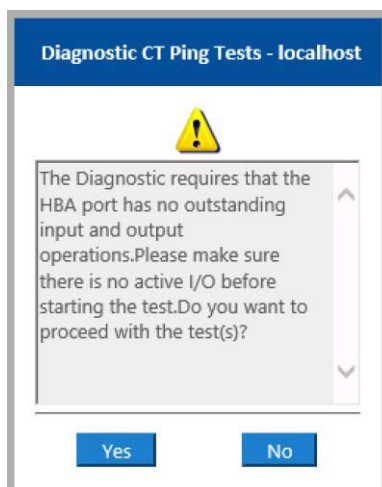 Diagnostic CT Ping Tests - localhost
The Diagnostic requires that the
HBA port has no outstanding
input and output
operations.Please make sure
there is no active I/O before
starting the test.Do you want to
proceed with the test(s)?
Yes
No